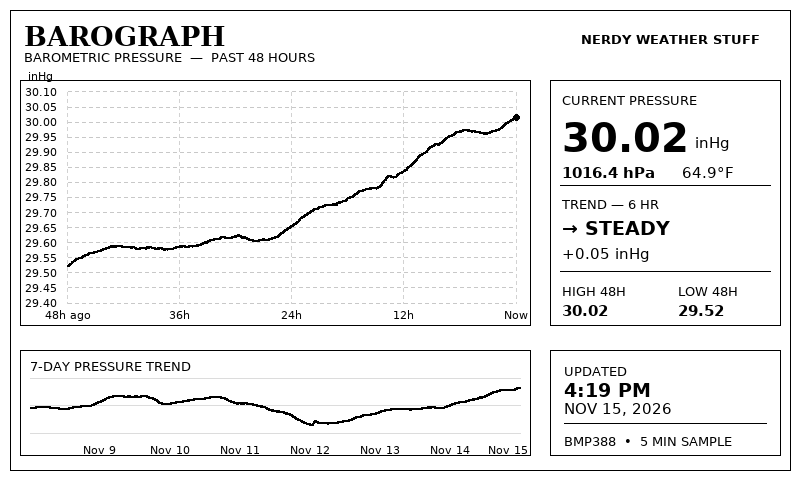 BAROGRAPH
BAROMETRIC PRESSURE — PAST 48 HOURS
NERDY WEATHER STUFF
inHg
30.10
30.05
30.00
29.95
29.90
29.85
29.80
29.75
29.70
29.65
29.60
29.55
29.50
29.45
29.40
48h ago 36h 24h 12h Now
CURRENT PRESSURE
30.02 inHg
1016.4 hPa 64.9°F
TREND — 6 HR
→ STEADY
+0.05 inHg
HIGH 48H LOW 48H
30.02 29.52
7-DAY PRESSURE TREND
Nov 9 Nov 10 Nov 11 Nov 12 Nov 13 Nov 14 Nov 15
UPDATED
4:19 PM
NOV 15, 2026
BMP388 • 5 MIN SAMPLE